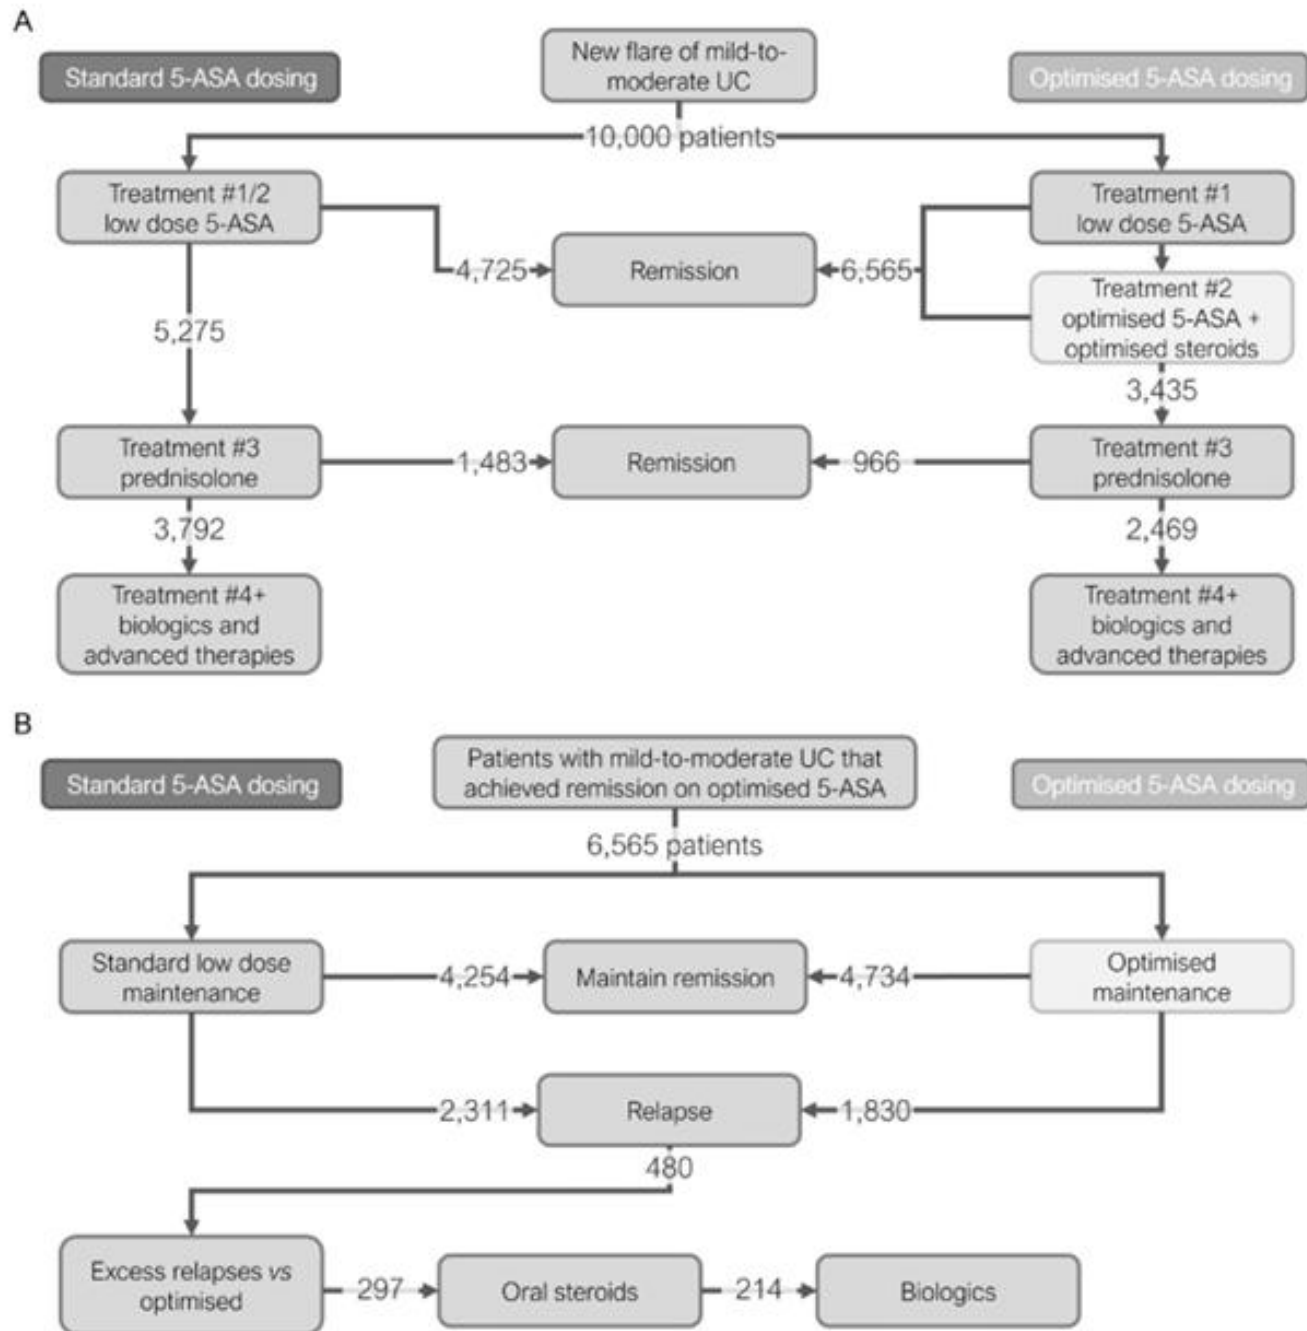 A
Standard 5-ASA dosing
New flare of mild-to-
moderate UC
Optimised 5-ASA dosing
10,000 patients
Treatment #1/2
low dose 5-ASA
Treatment #1
low dose 5-ASA
4,725
Remission
6,565
Treatment #2
optimised 5-ASA +
optimised steroids
5,275
3,435
Treatment #3
prednisolone
1,483
Remission
966
Treatment #3
prednisolone
3,792
2,469
Treatment #4+
biologics and
advanced therapies
Treatment #4+
biologics and
advanced therapies
B
Standard 5-ASA dosing
Patients with mild-to-moderate UC that
achieved remission on optimised 5-ASA
Optimised 5-ASA dosing
6,565 patients
Standard low dose
maintenance
4,254
Maintain remission
4,734
Optimised
maintenance
2,311
Relapse
1,830
480
Excess relapses vs
optimised
297
Oral steroids
214
Biologics